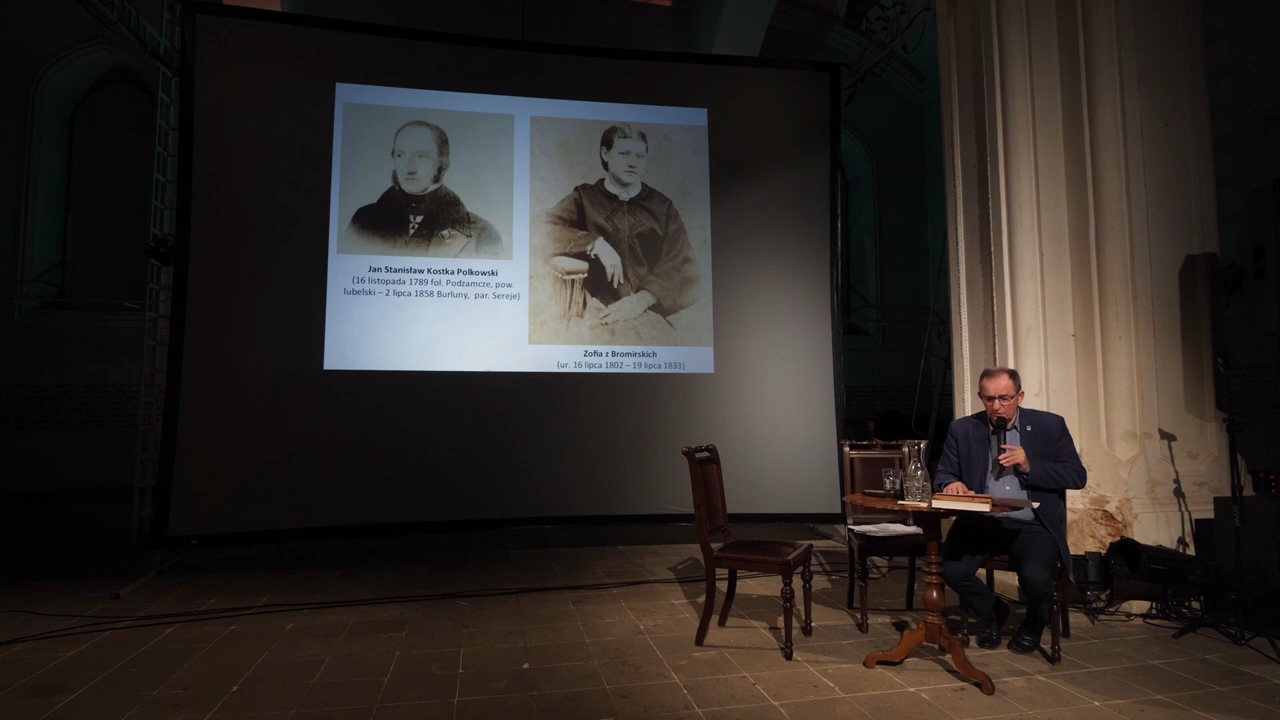 Jan Stanisław Kostka Polkowski
(16 listopada 1789 fol. Podzamcze, pow.
lubelski – 2 lipca 1858 Burluny, par. Sereje)
Zofia z Bromirskich
(ur. 16 lipca 1802 – 19 lipca 1833)